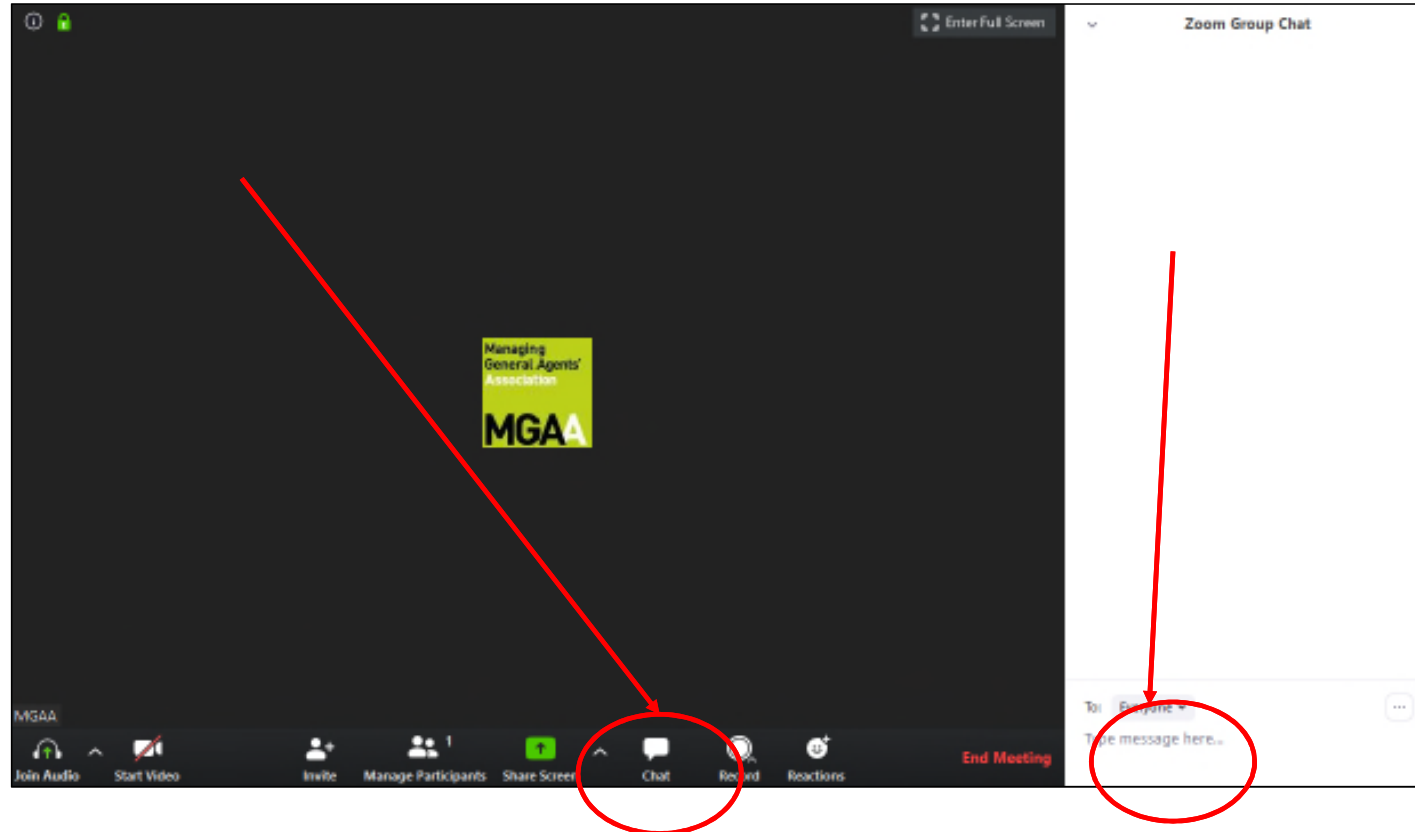 Enter Full Screen
Zoom Group Chat
Managing
General Agents'
Association
MGAA
MGAA
To: Everyone
Type message here...
1
Join Audio
Start Video
Invite
Manage Participants
Share Screen
Chat
Record
Reactions
End Meeting